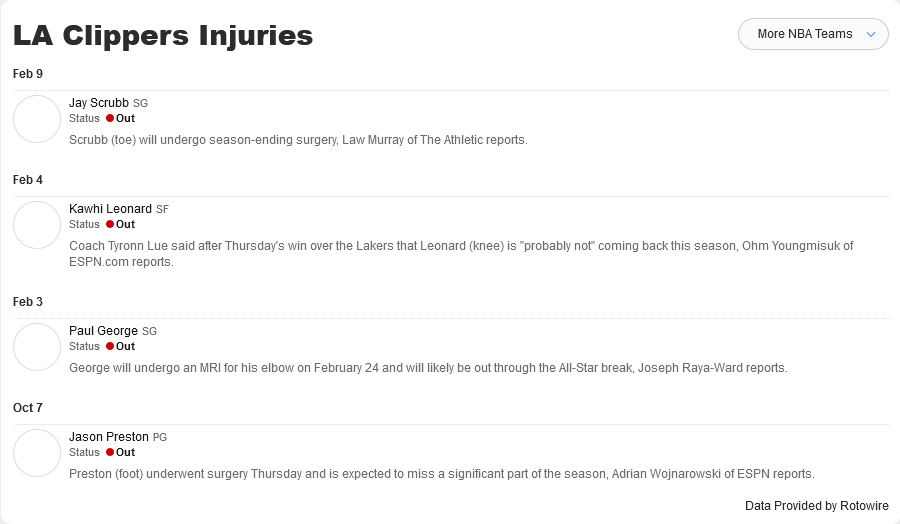 LA Clippers Injuries
More NBA Teams
Feb 9
Jay Scrubb SG
Status Out
Scrubb (toe) will undergo season-ending surgery, Law Murray of The Athletic reports.
Feb 4
Kawhi Leonard SF
Status Out
Coach Tyronn Lue said after Thursday's win over the Lakers that Leonard (knee) is "probably not" coming back this season, Ohm Youngmisuk of
ESPN.com reports.
Feb 3
Paul George SG
Status Out
George will undergo an MRI for his elbow on February 24 and will likely be out through the All-Star break, Joseph Raya-Ward reports.
Oct 7
Jason Preston PG
Status Out
Preston (foot) underwent surgery Thursday and is expected to miss a significant part of the season, Adrian Wojnarowski of ESPN reports.
Data Provided by Rotowire